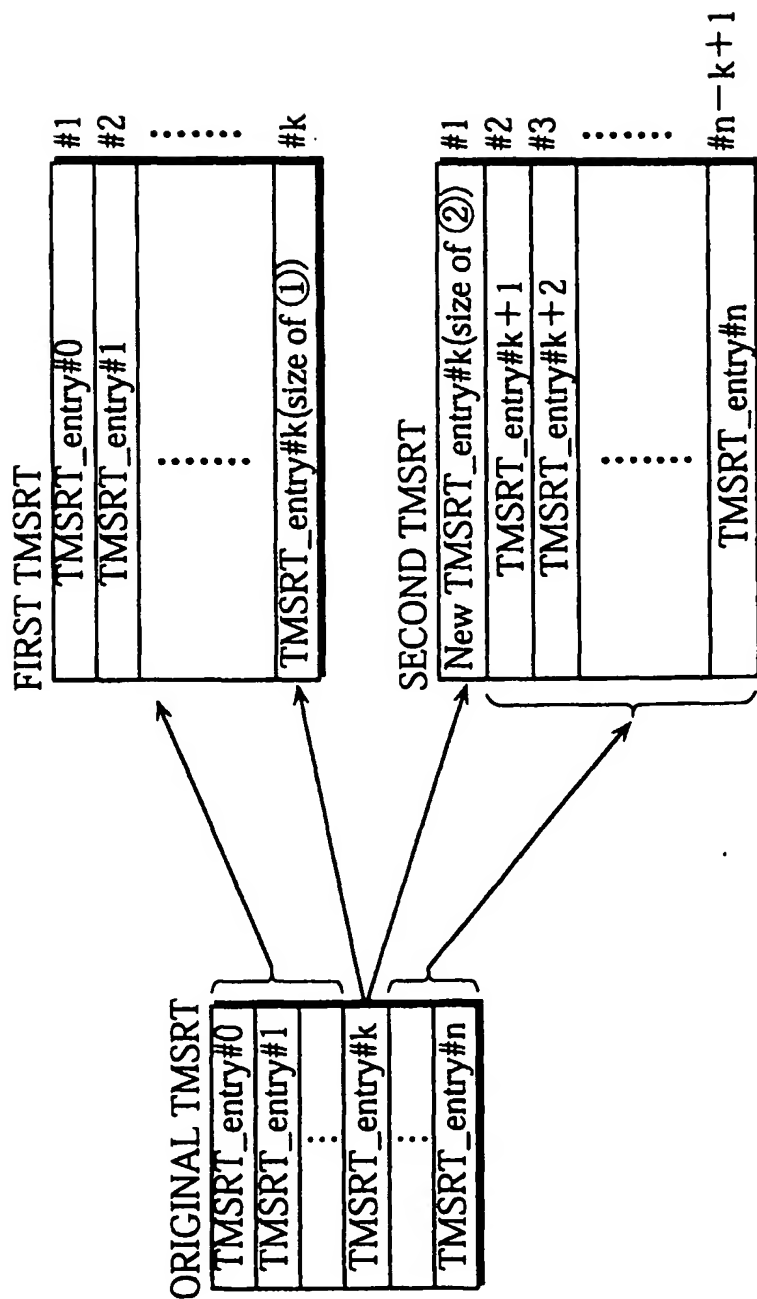 ORIGINAL TMSRT
TMSRT_entry#0
TMSRT_entry#1
⋯
TMSRT_entry#k
⋯
TMSRT_entry#n
FIRST TMSRT
TMSRT_entry#0 #1
TMSRT_entry#1 #2
······· ·······
TMSRT_entry#k(size of ①) #k
SECOND TMSRT
New TMSRT_entry#k(size of ②) #1
TMSRT_entry#k+1 #2
TMSRT_entry#k+2 #3
······· ·······
TMSRT_entry#n #n-k+1